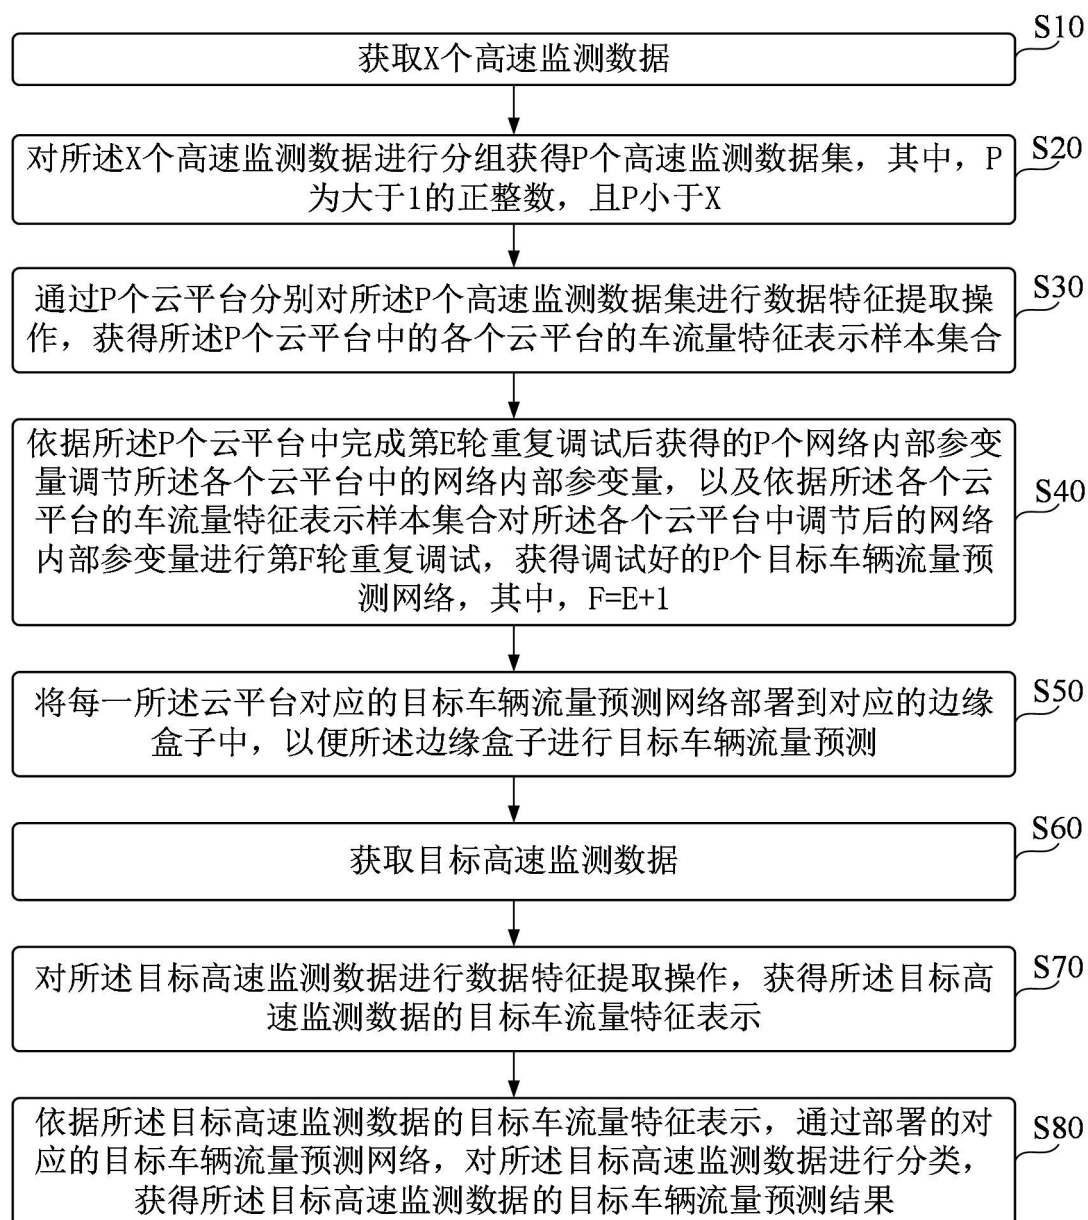 S10
获取X个高速监测数据
S20
对所述X个高速监测数据进行分组获得P个高速监测数据集，其中，P
为大于1的正整数，且P小于X
S30
通过P个云平台分别对所述P个高速监测数据集进行数据特征提取操
作，获得所述P个云平台中的各个云平台的车流量特征表示样本集合
S40
依据所述P个云平台中完成第E轮重复调试后获得的P个网络内部参变
量调节所述各个云平台中的网络内部参变量，以及依据所述各个云
平台的车流量特征表示样本集合对所述各个云平台中调节后的网络
内部参变量进行第F轮重复调试，获得调试好的P个目标车辆流量预
测网络，其中，F=E+1
S50
将每一所述云平台对应的目标车辆流量预测网络部署到对应的边缘
盒子中，以便所述边缘盒子进行目标车辆流量预测
S60
获取目标高速监测数据
S70
对所述目标高速监测数据进行数据特征提取操作，获得所述目标高
速监测数据的目标车流量特征表示
S80
依据所述目标高速监测数据的目标车流量特征表示，通过部署的对
应的目标车辆流量预测网络，对所述目标高速监测数据进行分类，
获得所述目标高速监测数据的目标车辆流量预测结果